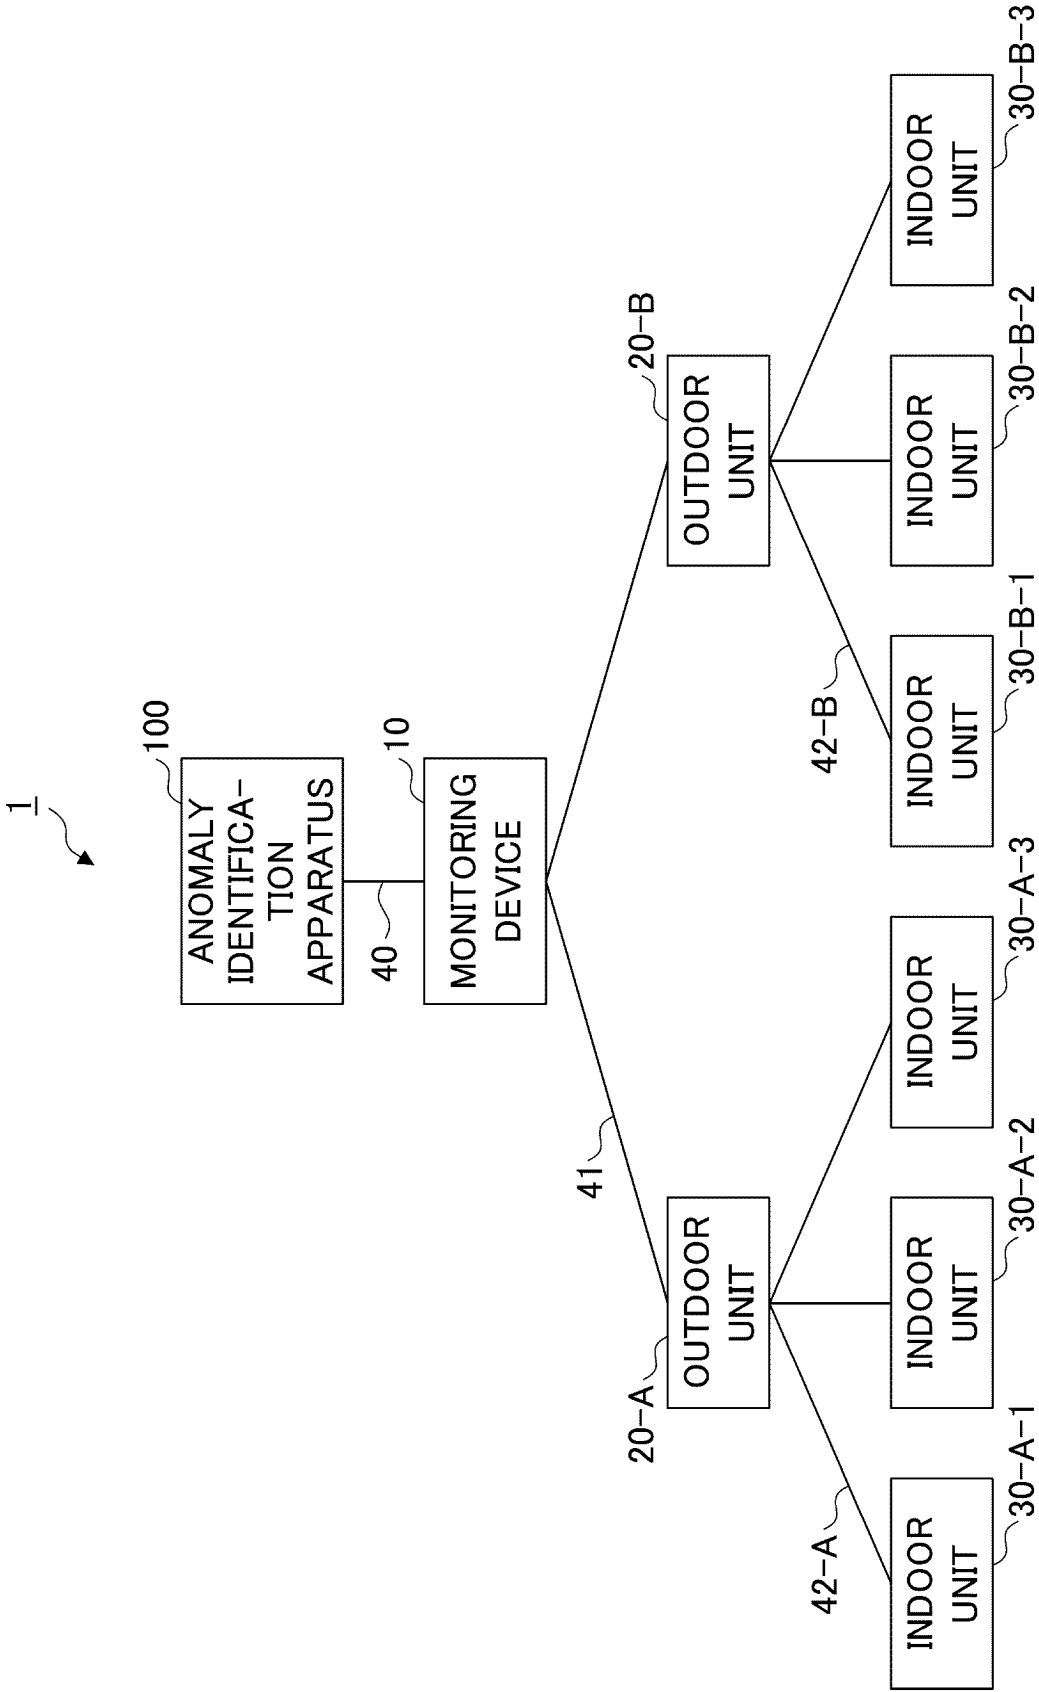 1
100
ANOMALY
IDENTIFICA-
TION
APPARATUS
40
10
MONITORING
DEVICE
41
20-A
OUTDOOR
UNIT
20-B
OUTDOOR
UNIT
42-A
42-B
INDOOR
UNIT
30-A-1
INDOOR
UNIT
30-A-2
INDOOR
UNIT
30-A-3
INDOOR
UNIT
30-B-1
INDOOR
UNIT
30-B-2
INDOOR
UNIT
30-B-3